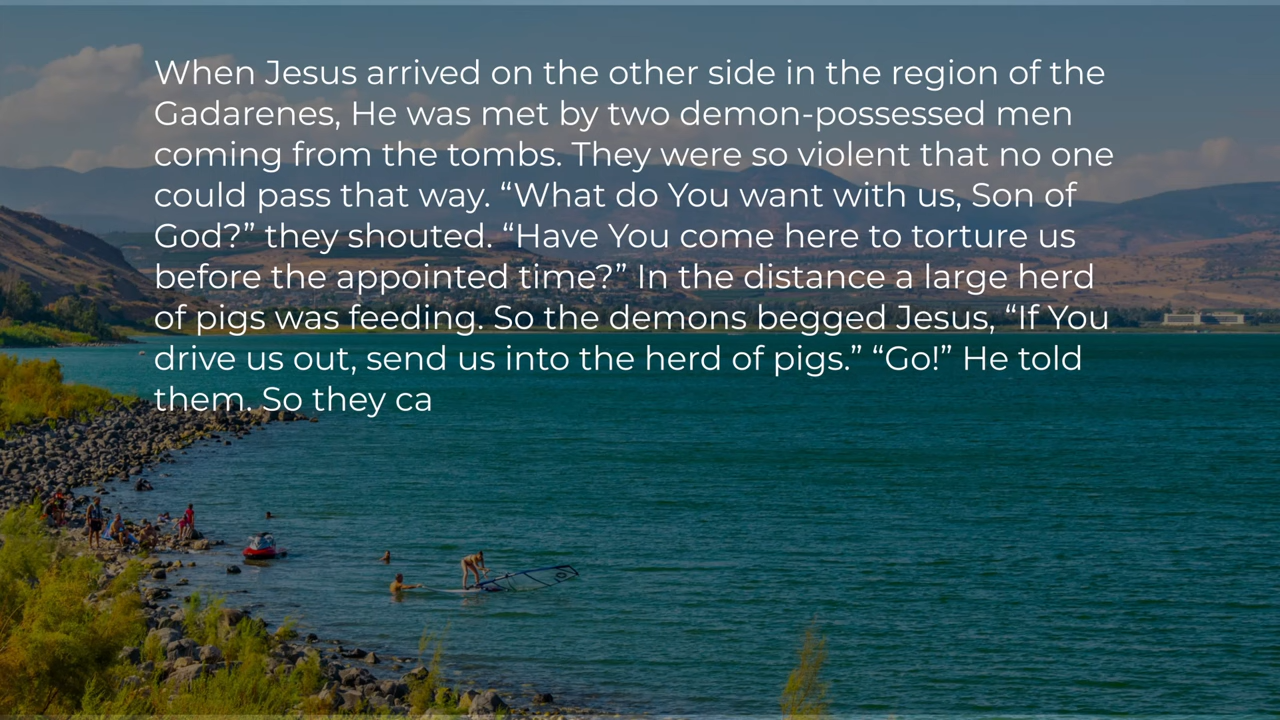 When Jesus arrived on the other side in the region of the
Gadarenes, He was met by two demon-possessed men
coming from the tombs. They were so violent that no one
could pass that way. “What do You want with us, Son of
God?” they shouted. “Have You come here to torture us
before the appointed time?” In the distance a large herd
of pigs was feeding. So the demons begged Jesus, “If You
drive us out, send us into the herd of pigs.” “Go!” He told
them. So they ca